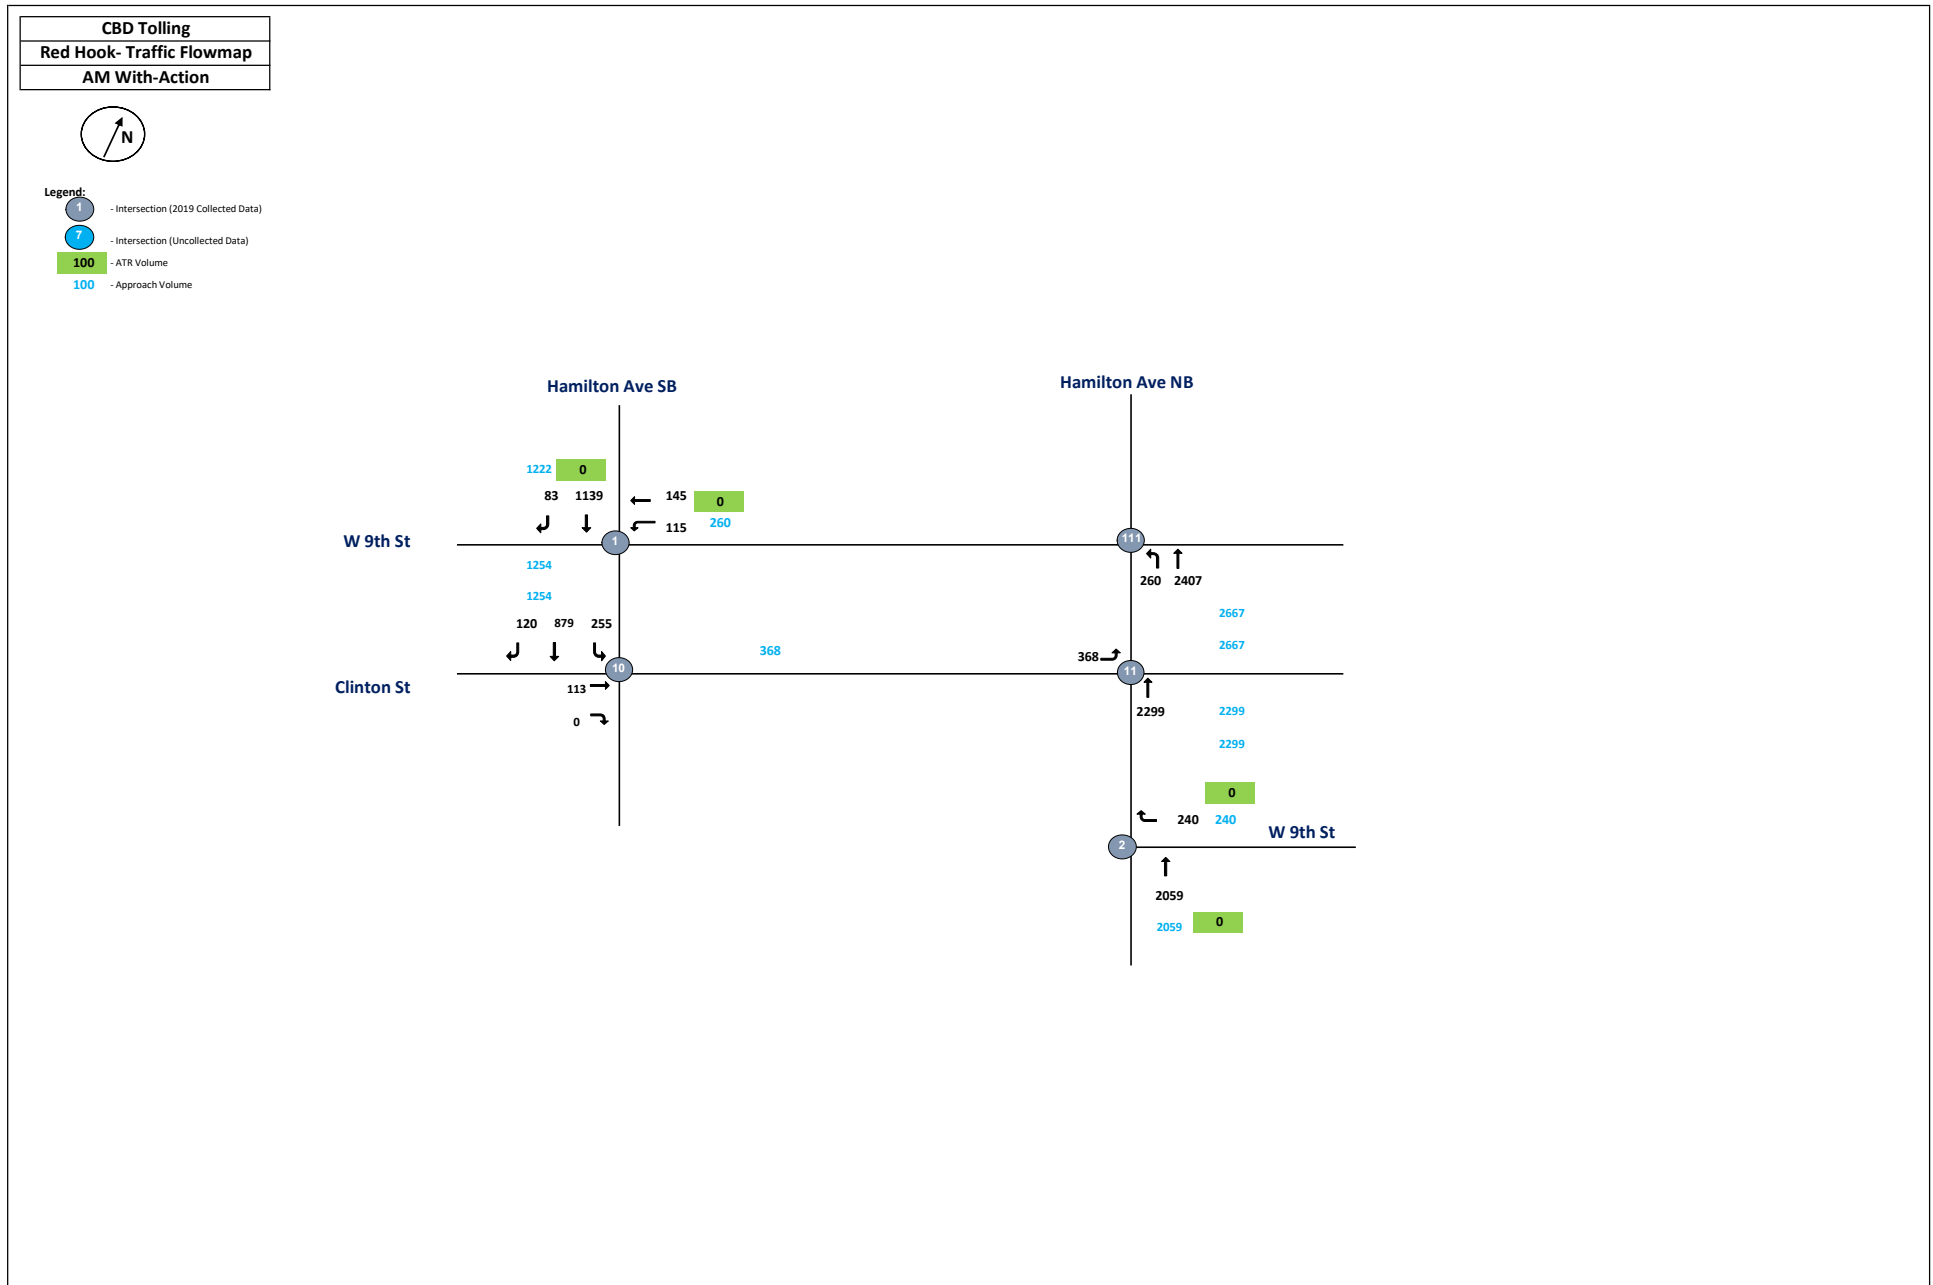 CBD Tolling
Red Hook- Traffic Flowmap
AM With-Action
N
Legend:
1 - Intersection (2019 Collected Data)
7 - Intersection (Uncollected Data)
100 - ATR Volume
100 - Approach Volume
Hamilton Ave SB
Hamilton Ave NB
1222 0
83 1139
145 0
115 260
W 9th St
1
111
260 2407
1254
1254
2667
2667
120 879 255
368
368
10
11
Clinton St
113
0
2299
2299
2299
0
240 240
W 9th St
2
2059
2059 0